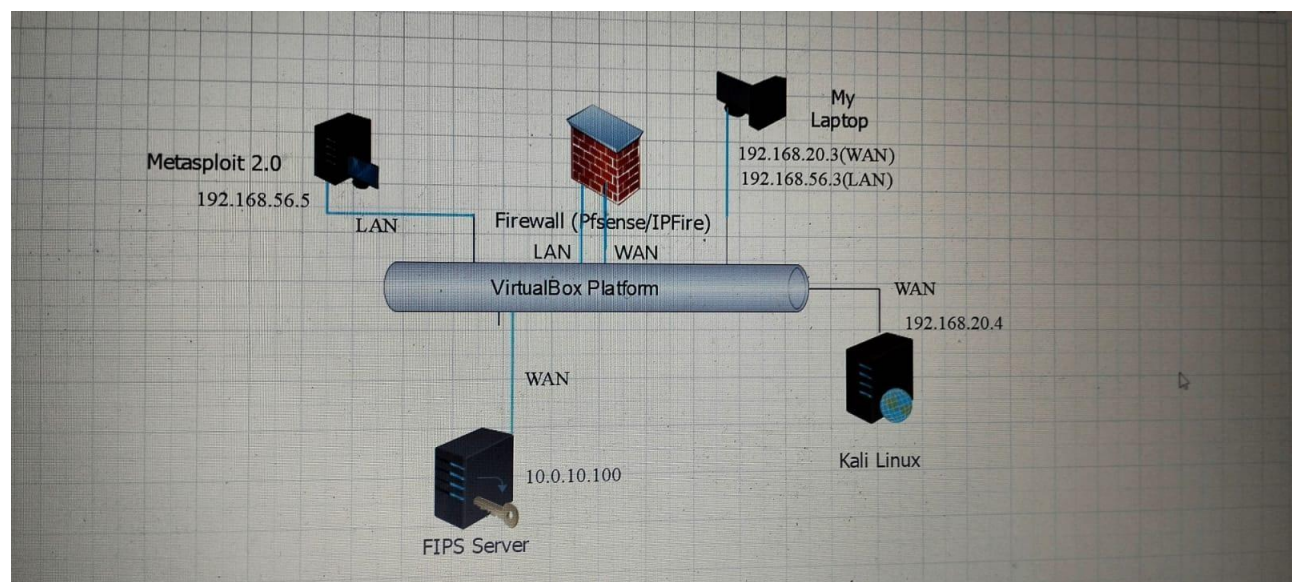 My
Laptop
192.168.20.3(WAN)
192.168.56.3(LAN)
Metasploit 2.0
192.168.56.5
LAN
Firewall (Pfsense/IPFire)
LAN
WAN
VirtualBox Platform
WAN
192.168.20.4
Kali Linux
WAN
10.0.10.100
FIPS Server